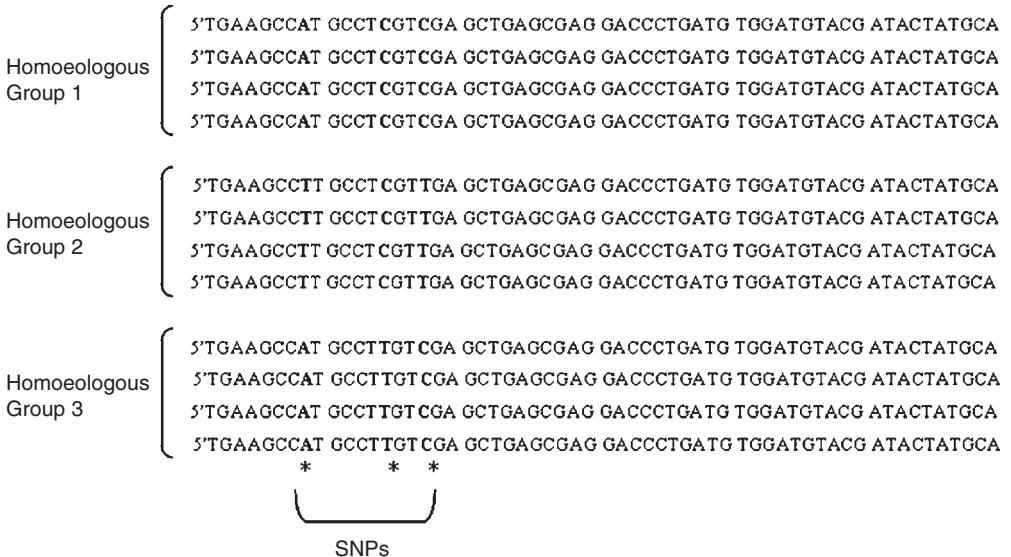 Homoeologous
Group 1
5'TGAAGCCAT GCCTCGTCGA GCTGAGCGAG GACCCTGATG TGGATGTACG ATACTATGCA
5'TGAAGCCAT GCCTCGTCGA GCTGAGCGAG GACCCTGATG TGGATGTACG ATACTATGCA
5'TGAAGCCAT GCCTCGTCGA GCTGAGCGAG GACCCTGATG TGGATGTACG ATACTATGCA
5'TGAAGCCAT GCCTCGTCGA GCTGAGCGAG GACCCTGATG TGGATGTACG ATACTATGCA
Homoeologous
Group 2
5'TGAAGCCTT GCCTCGTTGA GCTGAGCGAG GACCCTGATG TGGATGTACG ATACTATGCA
5'TGAAGCCTT GCCTCGTTGA GCTGAGCGAG GACCCTGATG TGGATGTACG ATACTATGCA
5'TGAAGCCTT GCCTCGTTGA GCTGAGCGAG GACCCTGATG TGGATGTACG ATACTATGCA
5'TGAAGCCTT GCCTCGTTGA GCTGAGCGAG GACCCTGATG TGGATGTACG ATACTATGCA
Homoeologous
Group 3
5'TGAAGCCAT GCCTTGTCGA GCTGAGCGAG GACCCTGATG TGGATGTACG ATACTATGCA
5'TGAAGCCAT GCCTTGTCGA GCTGAGCGAG GACCCTGATG TGGATGTACG ATACTATGCA
5'TGAAGCCAT GCCTTGTCGA GCTGAGCGAG GACCCTGATG TGGATGTACG ATACTATGCA
5'TGAAGCCAT GCCTTGTCGA GCTGAGCGAG GACCCTGATG TGGATGTACG ATACTATGCA
* * *
SNPs